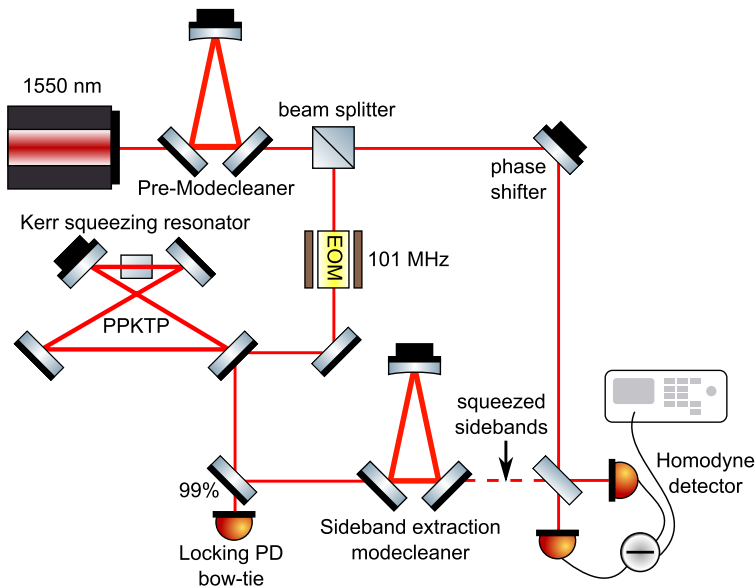 1550 nm
beam splitter
Pre-Modecleaner
phase
shifter
Kerr squeezing resonator
EOM
101 MHz
PPKTP
squeezed
sidebands
99%
Homodyne
detector
Locking PD
bow-tie
Sideband extraction
modecleaner